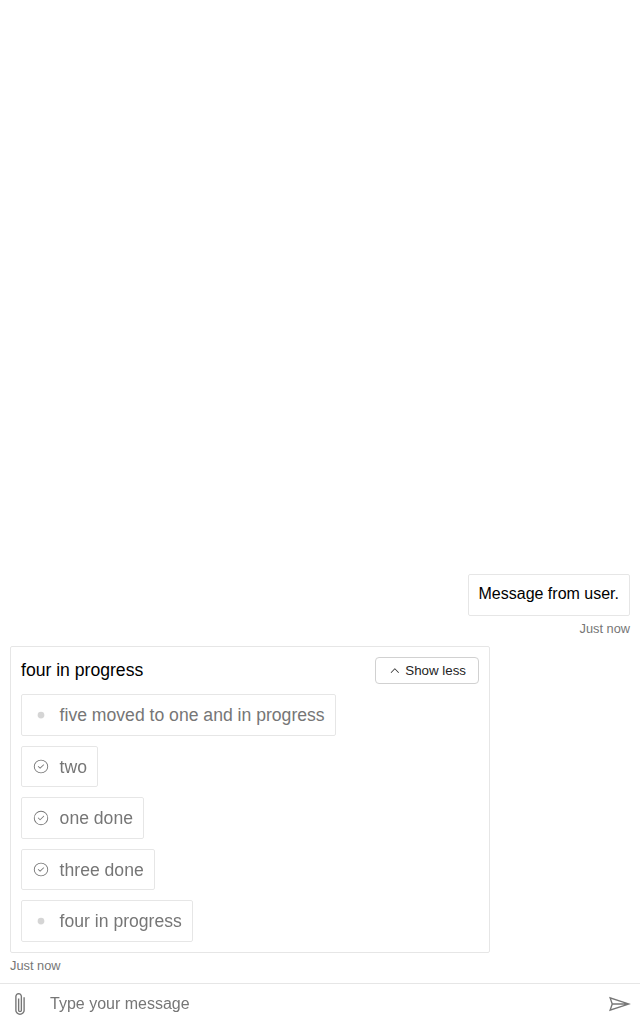 Message from user.
Just now
four in progress
Show less
five moved to one and in progress
two
one done
three done
four in progress
Just now
Type your message